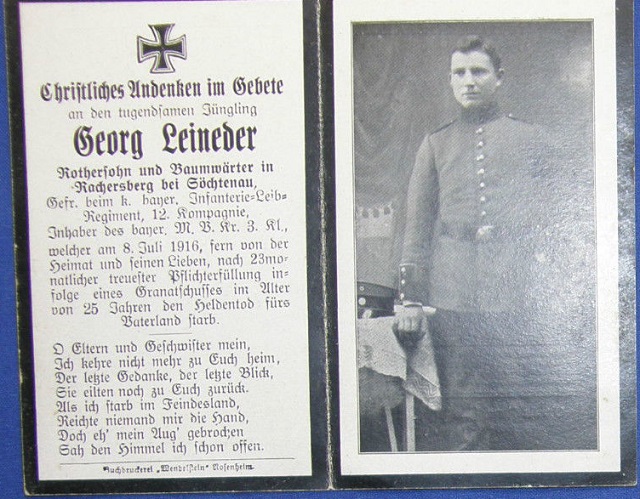 Christliches Andenken im Gebete
an den tugendsamen Jüngling
Georg Leineder
Rothersohn und Baumwärter in
Rachersberg bei Söchtenau,
Gefr. beim k. bayer. Infanterie-Leib-
Regiment, 12. Kompagnie,
Inhaber des bayer. M. V. Kr. 3. Kl.,
welcher am 8. Juli 1916, fern von der
Heimat und seinen Lieben, nach 23mo-
natlicher treuester Pflichterfüllung in-
folge eines Granatschusses im Alter
von 25 Jahren den Heldentod fürs
Vaterland starb.
O Eltern und Geschwister mein,
Ich kehre nicht mehr zu Euch heim,
Der letzte Gedanke, der letzte Blick,
Sie eilten noch zu Euch zurück.
Als ich starb im Feindesland,
Reichte niemand mir die Hand,
Doch eh' mein Aug' gebrochen
Sah den Himmel ich schon offen.
Buchdruckerei „Wendelstein" Rosenheim.